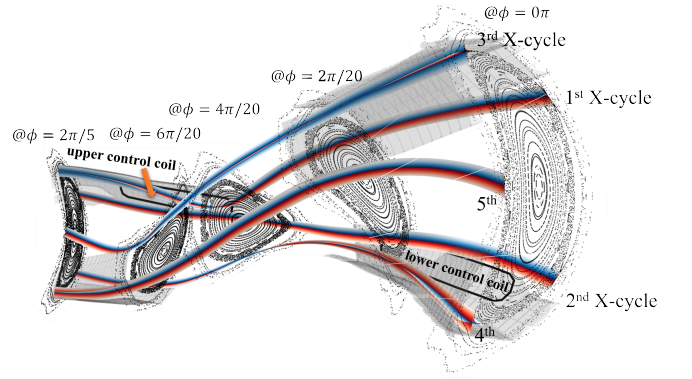 @ϕ = 0π
3rd X-cycle
@ϕ = 2π/20
1st X-cycle
@ϕ = 4π/20
@ϕ = 2π/5 @ϕ = 6π/20
upper control coil
5th
lower control coil
2nd X-cycle
4th